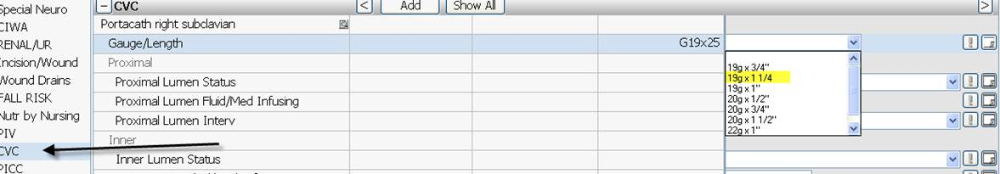 Special Neuro
CIWA
RENAL/UR
Incision/Wound
Wound Drains
FALL RISK
Nutr by Nursing
PIV
CVC
PICC
− CVC < Add Show All >
Portacath right subclavian
Gauge/Length G19x25
Proximal
Proximal Lumen Status
Proximal Lumen Fluid/Med Infusing
Proximal Lumen Interv
Inner
Inner Lumen Status
19g x 3/4"
19g x 1 1/4
19g x 1"
20g x 1/2"
20g x 3/4"
20g x 1 1/2"
22g x 1"